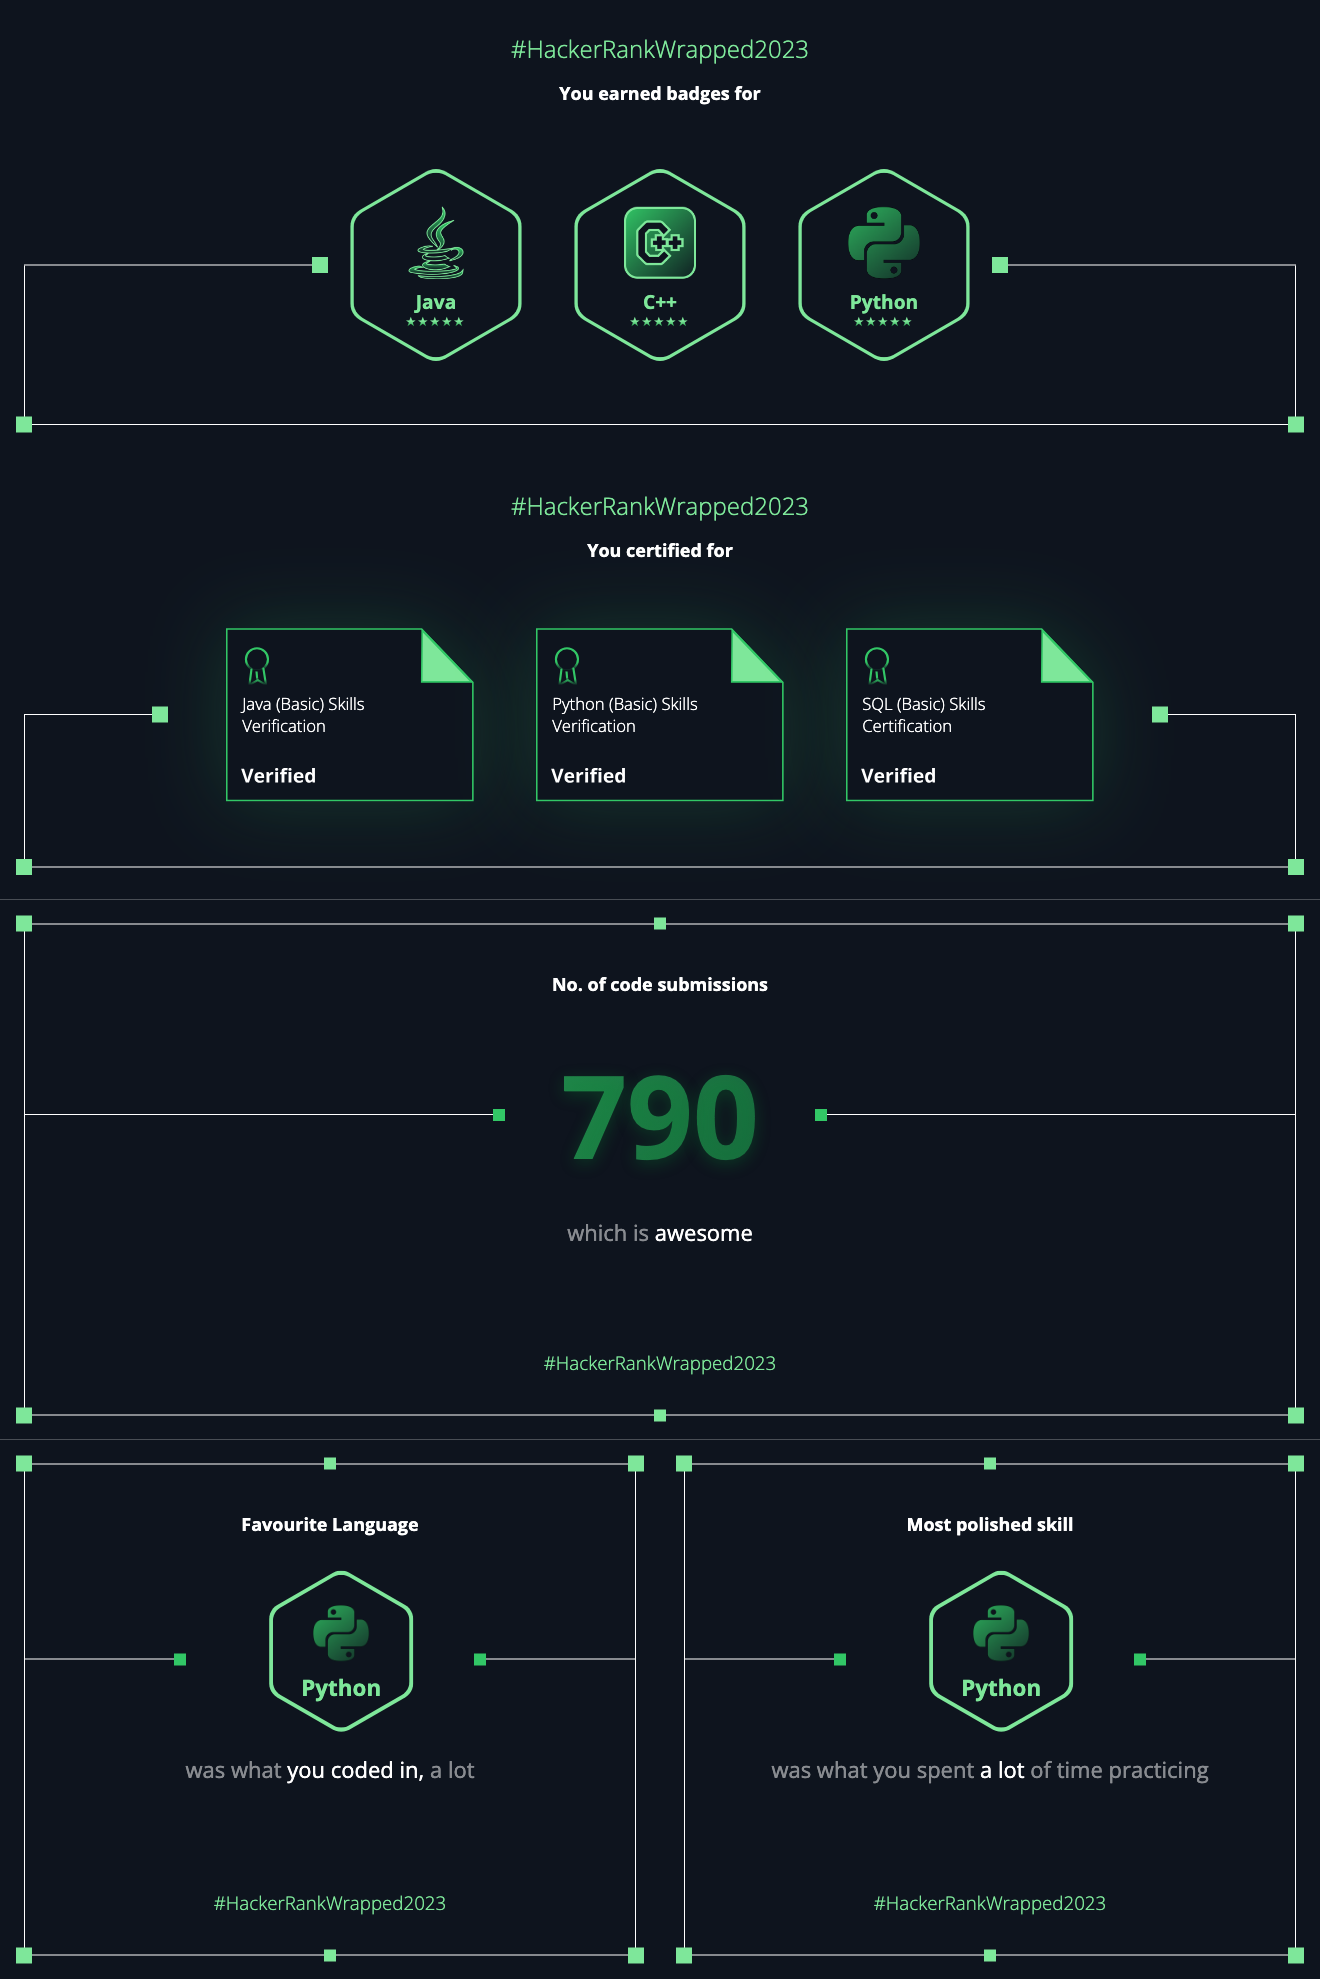 #HackerRankWrapped2023
You earned badges for
Java
★★★★★
C++
★★★★★
Python
★★★★★
#HackerRankWrapped2023
You certified for
Java (Basic) Skills
Verification
Verified
Python (Basic) Skills
Verification
Verified
SQL (Basic) Skills
Certification
Verified
No. of code submissions
790
which is awesome
#HackerRankWrapped2023
Favourite Language
Python
was what you coded in, a lot
#HackerRankWrapped2023
Most polished skill
Python
was what you spent a lot of time practicing
#HackerRankWrapped2023